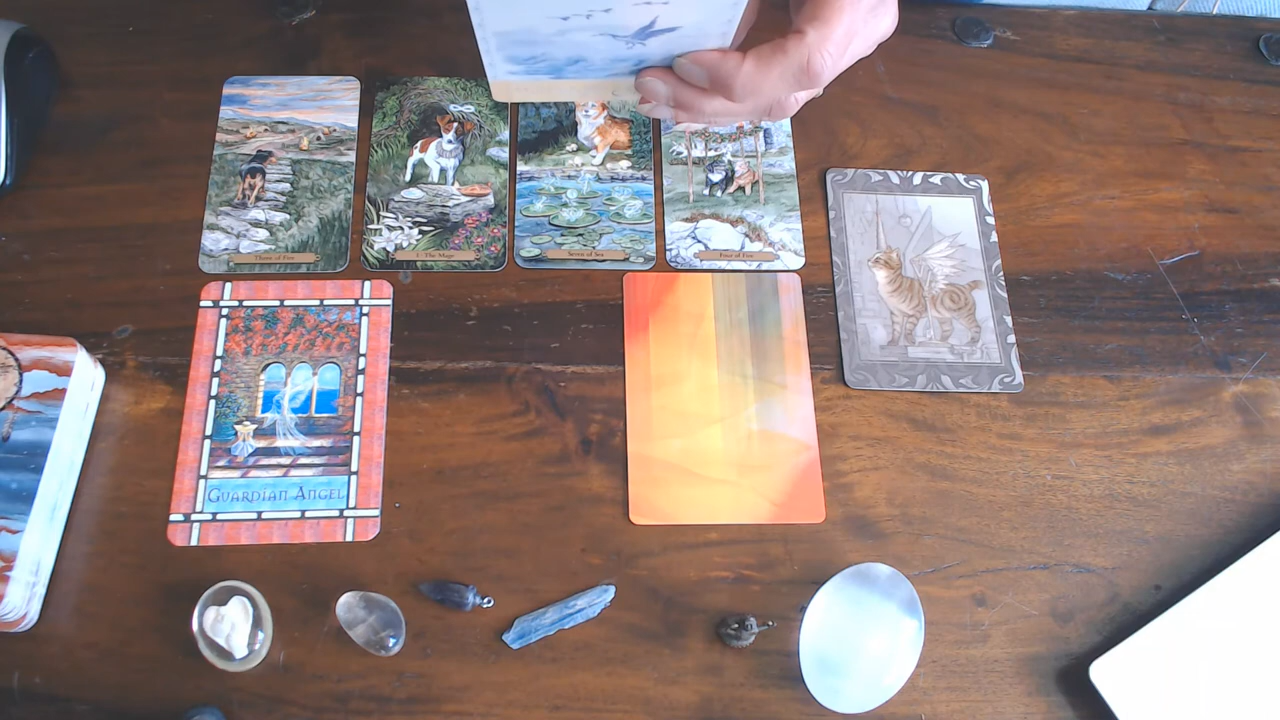 Three of Fire
I - The Mage
Seven of Sea
Four of Fire
GUARDIAN ANGEL